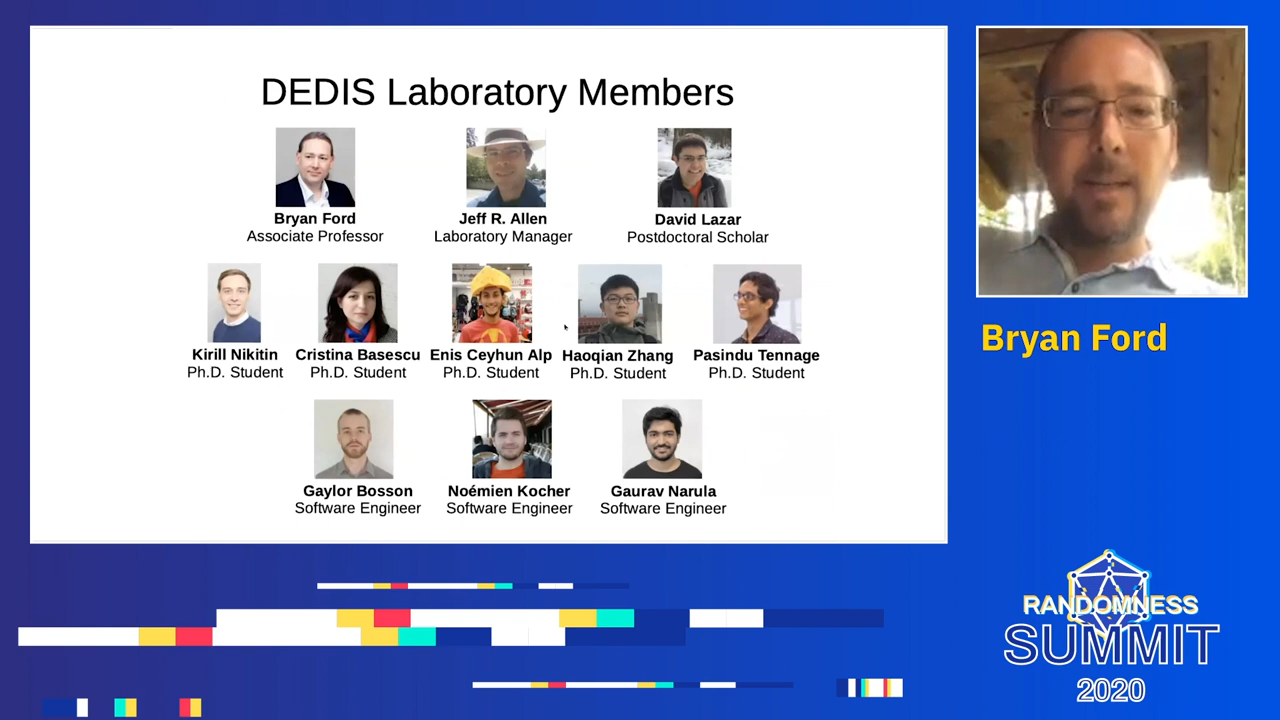 DEDIS Laboratory Members
Bryan Ford
Associate Professor
Jeff R. Allen
Laboratory Manager
David Lazar
Postdoctoral Scholar
Kirill Nikitin
Ph.D. Student
Cristina Basescu
Ph.D. Student
Enis Ceyhun Alp
Ph.D. Student
Haoqian Zhang
Ph.D. Student
Pasindu Tennage
Ph.D. Student
Gaylor Bosson
Software Engineer
Noémien Kocher
Software Engineer
Gaurav Narula
Software Engineer
Bryan Ford
RANDOMNESS
SUMMIT
2020